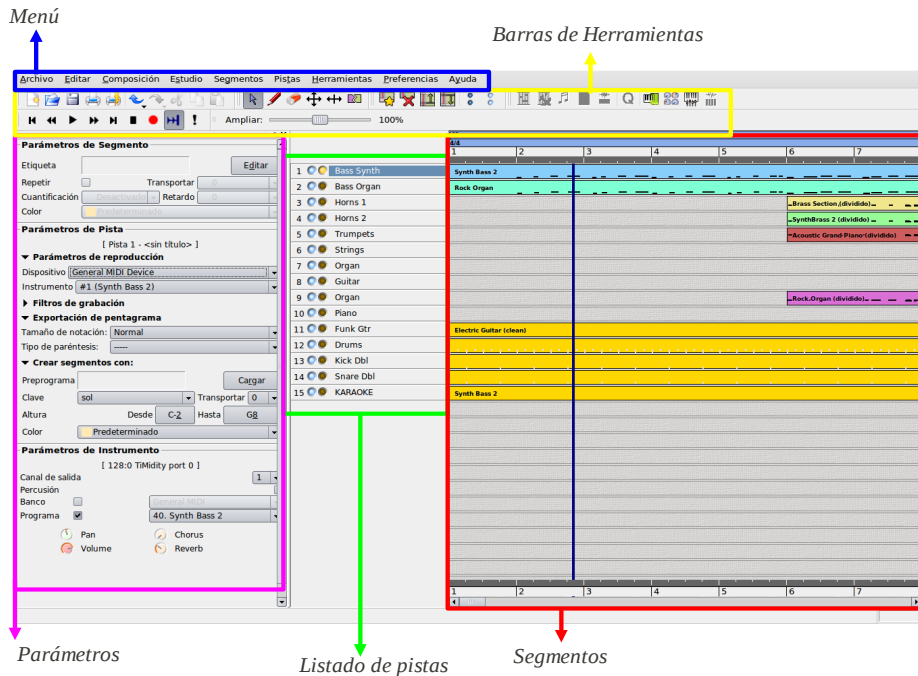 Menú
Barras de Herramientas
Archivo Editar Composición Estudio Segmentos Pistas Herramientas Preferencias Ayuda
Ampliar: 100%
Parámetros de Segmento
Etiqueta Editar
Repetir Transportar 0
Cuantificación Desactivado Retardo 0
Color Predeterminado
Parámetros de Pista
[ Pista 1 - <sin título> ]
Parámetros de reproducción
Dispositivo General MIDI Device
Instrumento #1 (Synth Bass 2)
Filtros de grabación
Exportación de pentagrama
Tamaño de notación: Normal
Tipo de paréntesis: -----
Crear segmentos con:
Preprograma Cargar
Clave sol Transportar 0
Altura Desde C-2 Hasta G8
Color Predeterminado
Parámetros de Instrumento
[ 128:0 TiMidity port 0 ]
Canal de salida 1
Percusión
Banco General MIDI
Programa 40. Synth Bass 2
Pan Chorus
Volume Reverb
1 Bass Synth
2 Bass Organ
3 Horns 1
4 Horns 2
5 Trumpets
6 Strings
7 Organ
8 Guitar
9 Organ
10 Piano
11 Funk Gtr
12 Drums
13 Kick Dbl
14 Snare Dbl
15 KARAOKE
4/4
1 2 3 4 5 6 7
Synth Bass 2
Rock Organ
Brass Section (dividido)
SynthBrass 2 (dividido)
Acoustic Grand Piano (dividido)
Rock Organ (dividido)
Electric Guitar (clean)
Synth Bass 2
1 2 3 4 5 6 7
Parámetros
Listado de pistas
Segmentos